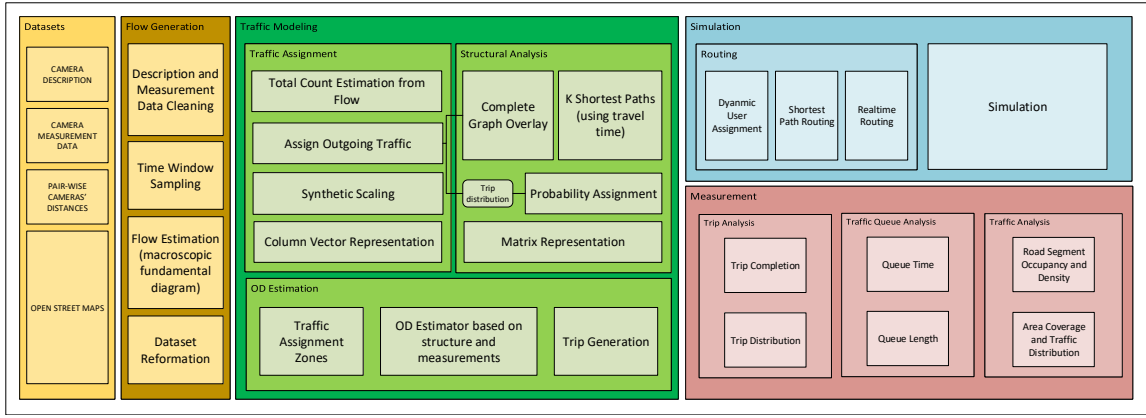 Datasets
CAMERA
DESCRIPTION
CAMERA
MEASUREMENT
DATA
PAIR-WISE
CAMERAS'
DISTANCES
OPEN STREET MAPS
Flow Generation
Description and
Measurement
Data Cleaning
Time Window
Sampling
Flow Estimation
(macroscopic
fundamental
diagram)
Dataset
Reformation
Traffic Modeling
Traffic Assignment
Total Count Estimation from
Flow
Assign Outgoing Traffic
Synthetic Scaling
Column Vector Representation
Structural Analysis
Complete
Graph Overlay
K Shortest Paths
(using travel
time)
Trip
distribution
Probability Assignment
Matrix Representation
OD Estimation
Traffic
Assignment
Zones
OD Estimator based on
structure and
measurements
Trip Generation
Simulation
Routing
Dyanmic
User
Assignment
Shortest
Path Routing
Realtime
Routing
Simulation
Measurement
Trip Analysis
Trip Completion
Trip Distribution
Traffic Queue Analysis
Queue Time
Queue Length
Traffic Analysis
Road Segment
Occupancy and
Density
Area Coverage
and Traffic
Distribution